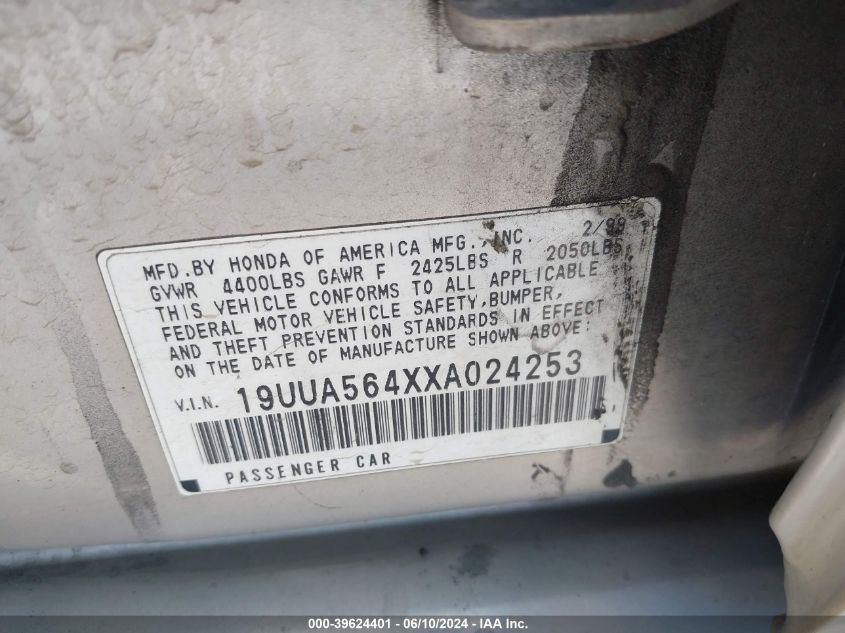 MFD.BY HONDA OF AMERICA MFG., INC. 2/99
GVWR 4400LBS GAWR F 2425LBS R 2050LBS
THIS VEHICLE CONFORMS TO ALL APPLICABLE
FEDERAL MOTOR VEHICLE SAFETY,BUMPER,
AND THEFT PREVENTION STANDARDS IN EFFECT
ON THE DATE OF MANUFACTURE SHOWN ABOVE:
V.I.N. 19UUA564XXA024253
PASSENGER CAR
000-39624401 - 06/10/2024 - IAA Inc.